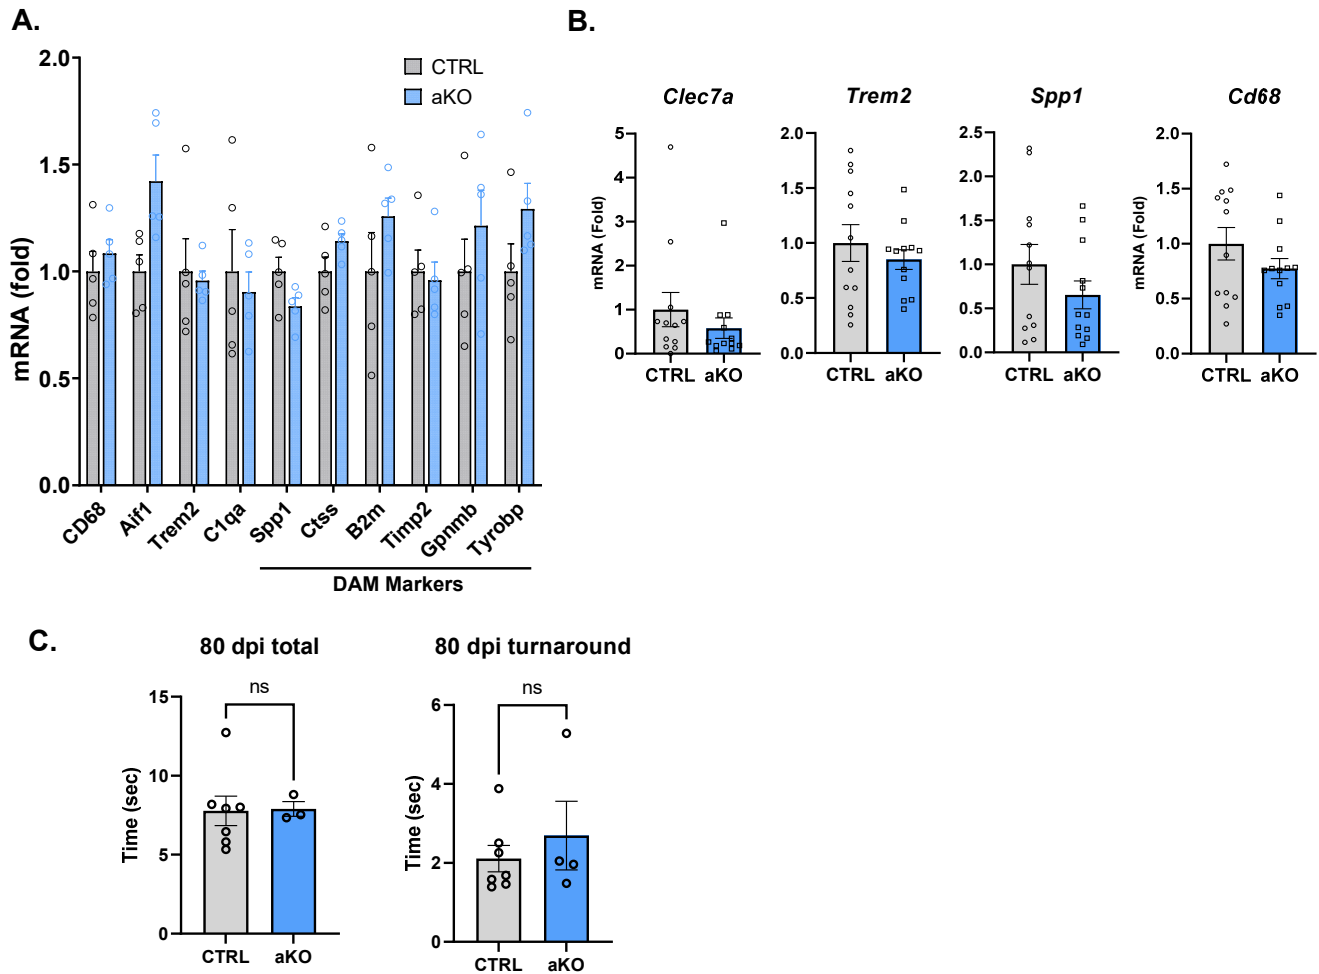 A.
mRNA (fold)
2.0
1.5
1.0
0.5
0.0
CTRL
aKO
CD68
Aif1
Trem2
C1qa
Spp1
Ctss
B2m
Timp2
Gpnmb
Tyrobp
DAM Markers
B.
Clec7a
mRNA (Fold)
5
4
3
2
1
0
CTRL aKO
Trem2
2.0
1.5
1.0
0.5
0.0
CTRL aKO
Spp1
mRNA (Fold)
2.5
2.0
1.5
1.0
0.5
0.0
CTRL aKO
Cd68
mRNA (Fold)
2.0
1.5
1.0
0.5
0.0
CTRL aKO
C.
80 dpi total
ns
Time (sec)
15
10
5
0
CTRL aKO
80 dpi turnaround
ns
Time (sec)
6
4
2
0
CTRL aKO